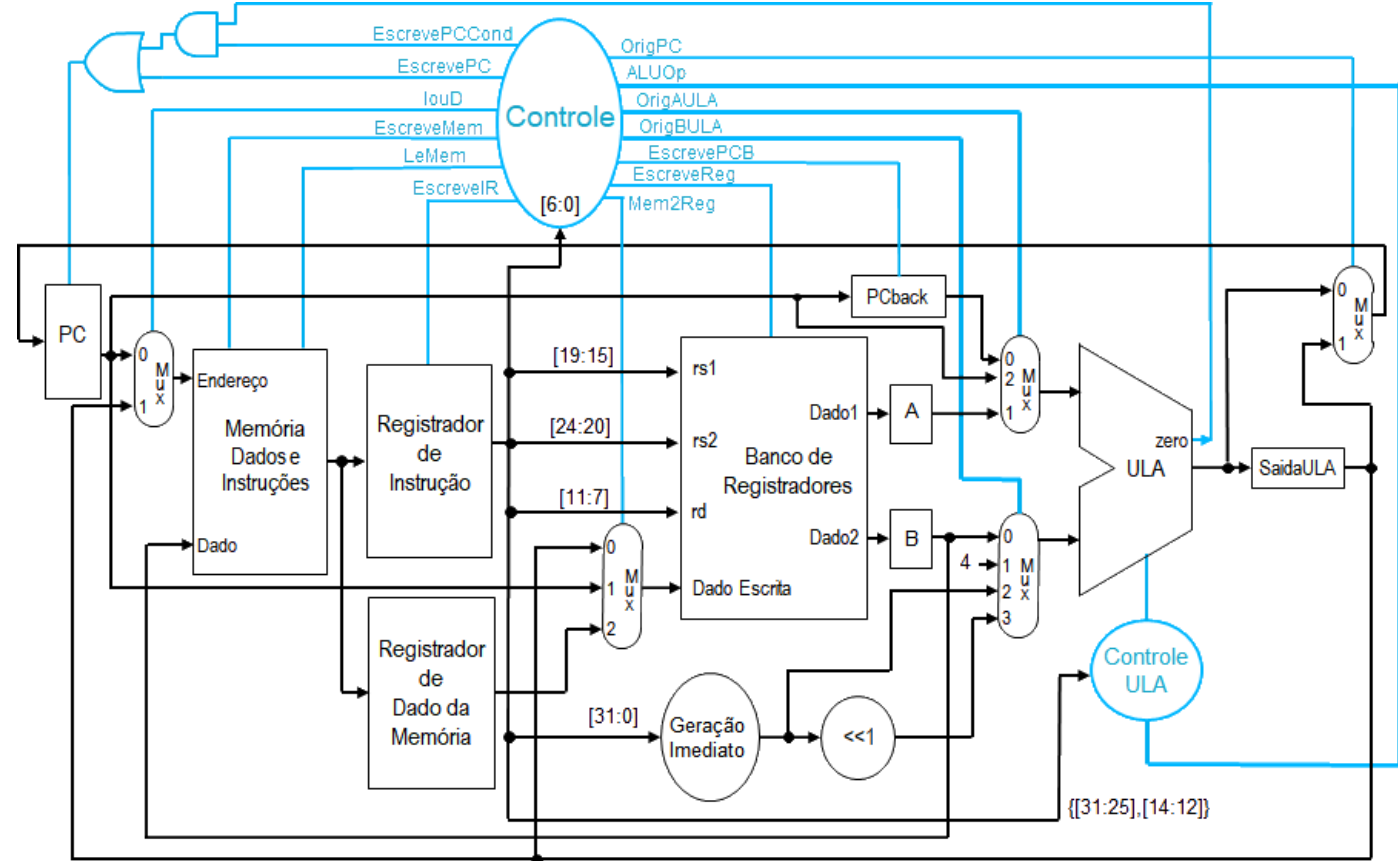 EscrevePCCond
OrigPC
EscrevePC
ALUOp
IouD
OrigAULA
Controle
EscreveMem
OrigBULA
LeMem
EscrevePCB
EscreveIR
EscreveReg
[6:0]
Mem2Reg
PC
0
Mux
1
Endereço
Memória
Dados e
Instruções
Dado
Registrador
de
Instrução
Registrador
de
Dado da
Memória
[19:15]
[24:20]
[11:7]
0
1
Mux
2
[31:0]
rs1
rs2
rd
Dado1
Banco de
Registradores
Dado2
Dado Escrita
Geração
Imediato
<<1
PCback
A
B
0
2
Mux
1
0
4
1
Mux
2
3
zero
ULA
SaidaULA
0
Mux
1
Controle
ULA
{[31:25],[14:12]}